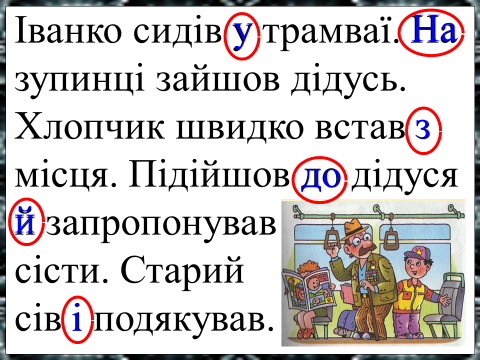 Іванко сидів у трамваї. На
зупинці зайшов дідусь.
Хлопчик швидко встав з
місця. Підійшов до дідуся
й запропонував
сісти. Старий
сів і подякував.